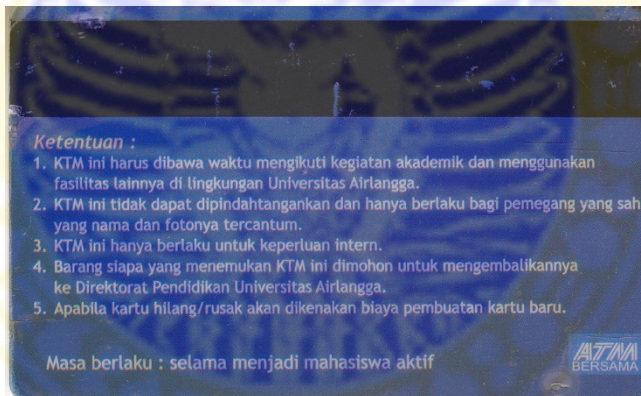 Ketentuan :
1. KTM ini harus dibawa waktu mengikuti kegiatan akademik dan menggunakan
fasilitas lainnya di lingkungan Universitas Airlangga.
2. KTM ini tidak dapat dipindahtangankan dan hanya berlaku bagi pemegang yang sah
yang nama dan fotonya tercantum.
3. KTM ini hanya berlaku untuk keperluan intern.
4. Barang siapa yang menemukan KTM ini dimohon untuk mengembalikannya
ke Direktorat Pendidikan Universitas Airlangga.
5. Apabila kartu hilang/rusak akan dikenakan biaya pembuatan kartu baru.
Masa berlaku : selama menjadi mahasiswa aktif
ATM
BERSAMA